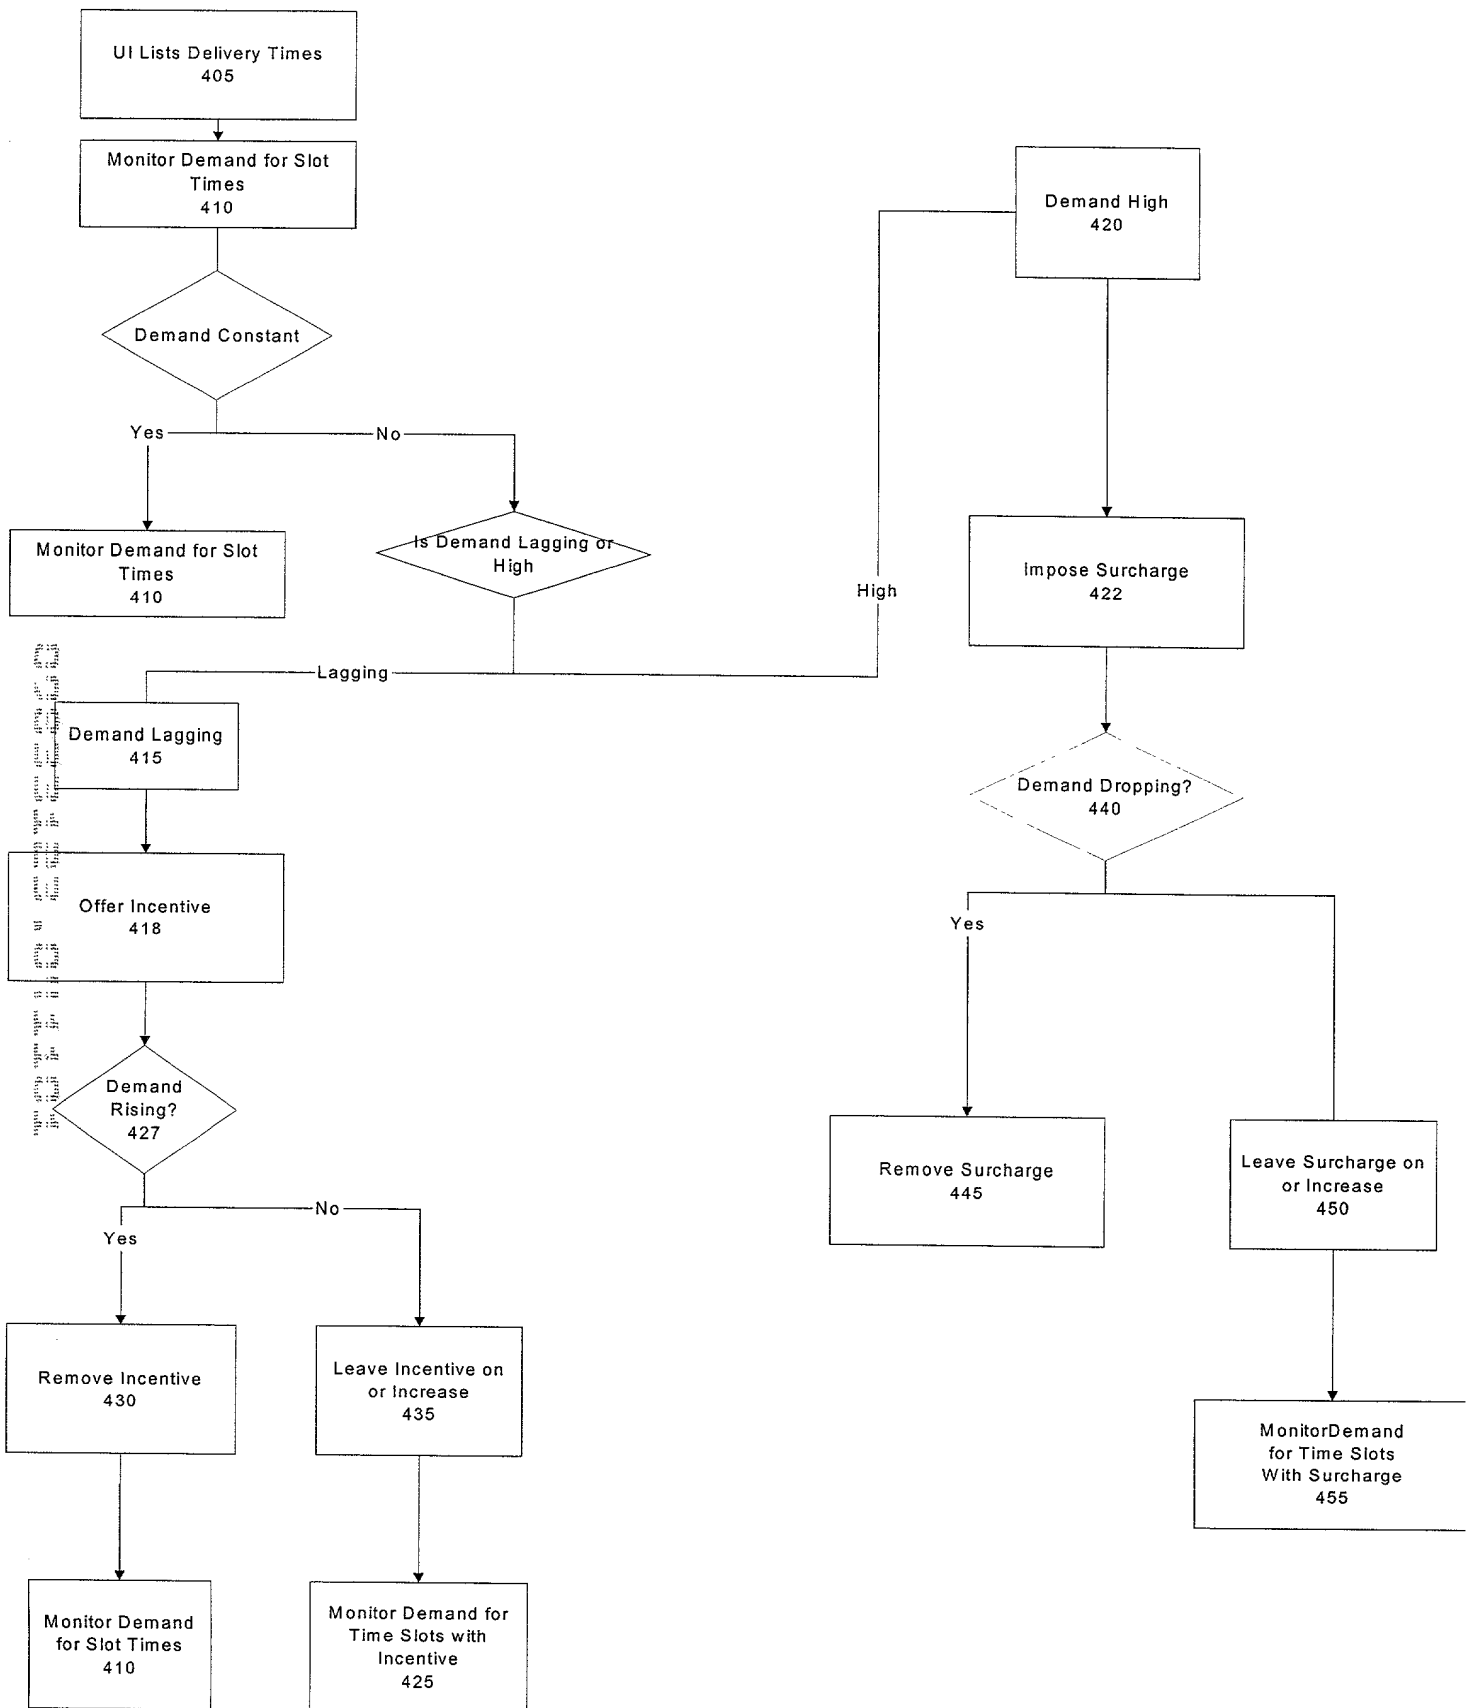 UI Lists Delivery Times
405
Monitor Demand for Slot
Times
410
Demand Constant
Yes
No
Monitor Demand for Slot
Times
410
Is Demand Lagging or
High
Lagging
High
Demand Lagging
415
Offer Incentive
418
Demand
Rising?
427
Yes
No
Remove Incentive
430
Leave Incentive on
or Increase
435
Monitor Demand
for Slot Times
410
Monitor Demand for
Time Slots with
Incentive
425
Demand High
420
Impose Surcharge
422
Demand Dropping?
440
Yes
Remove Surcharge
445
Leave Surcharge on
or Increase
450
MonitorDemand
for Time Slots
With Surcharge
455